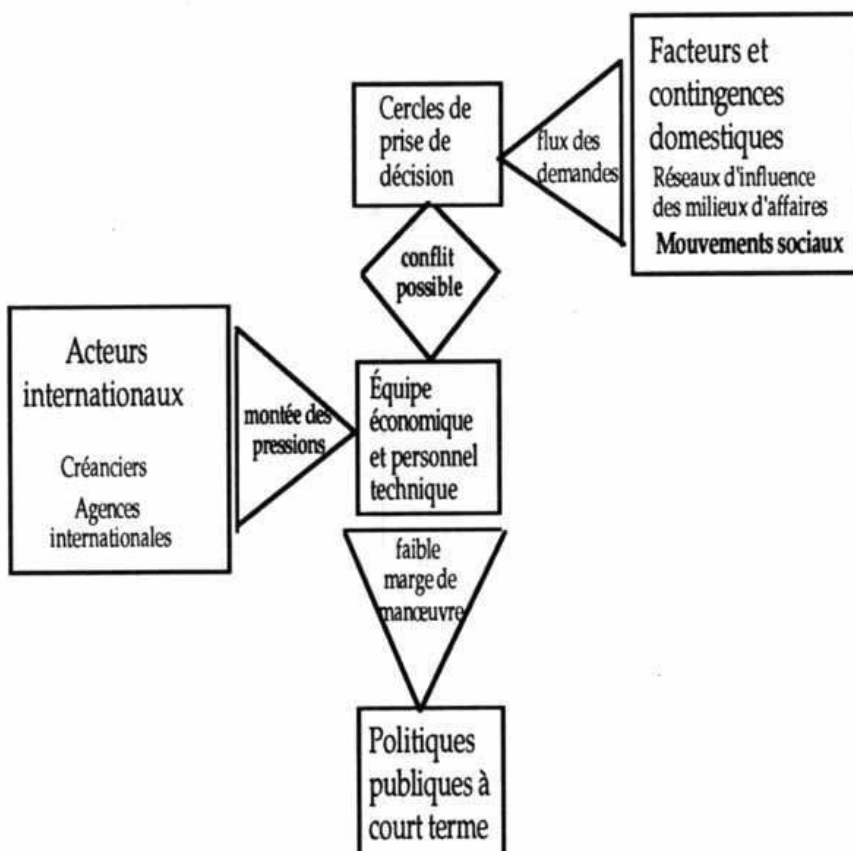 Facteurs et
contingences
domestiques
Réseaux d'influence
des milieux d'affaires
Mouvements sociaux
flux des
demandes
Cercles de
prise de
décision
conflit
possible
Acteurs
internationaux
Créanciers
Agences
internationales
montée des
pressions
Équipe
économique
et personnel
technique
faible
marge de
manœuvre
Politiques
publiques à
court terme